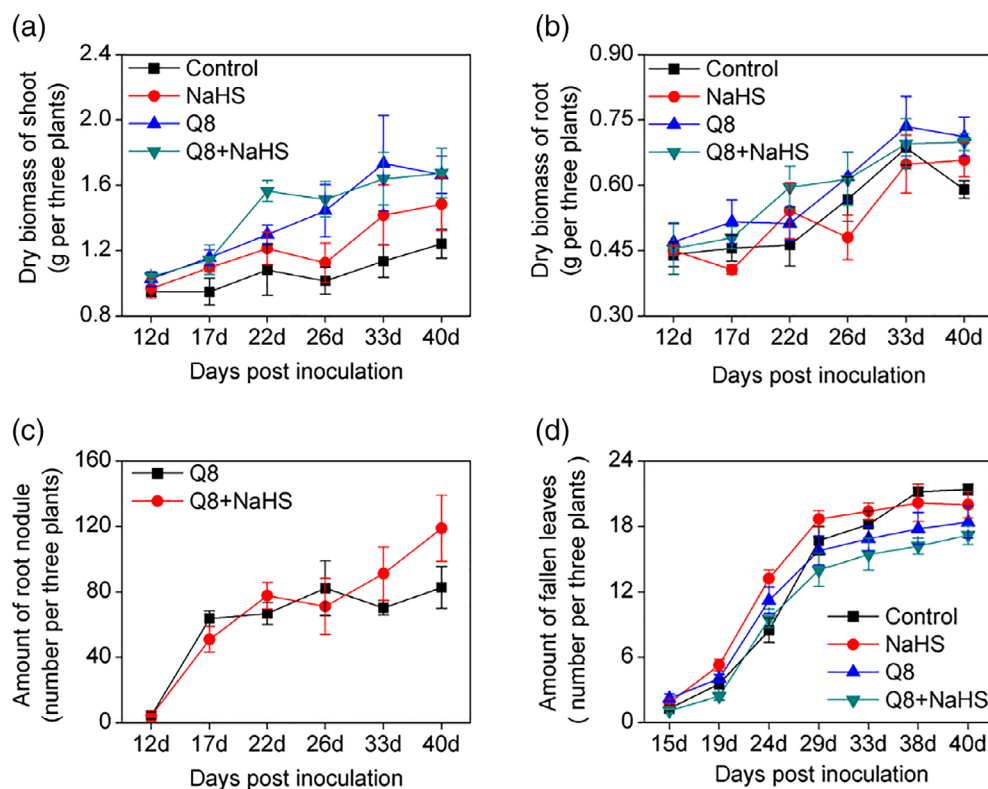 (a)
Dry biomass of shoot
(g per three plants)
2.4
2.0
1.6
1.2
0.8
Control
NaHS
Q8
Q8+NaHS
12d 17d 22d 26d 33d 40d
Days post inoculation
(b)
Dry biomass of root
(g per three plants)
0.90
0.75
0.60
0.45
0.30
Control
NaHS
Q8
Q8+NaHS
12d 17d 22d 26d 33d 40d
Days post inoculation
(c)
Amount of root nodule
(number per three plants)
160
120
80
40
0
Q8
Q8+NaHS
12d 17d 22d 26d 33d 40d
Days post inoculation
(d)
Amount of fallen leaves
( number per three plants )
24
18
12
6
0
Control
NaHS
Q8
Q8+NaHS
15d 19d 24d 29d 33d 38d 40d
Days post inoculation